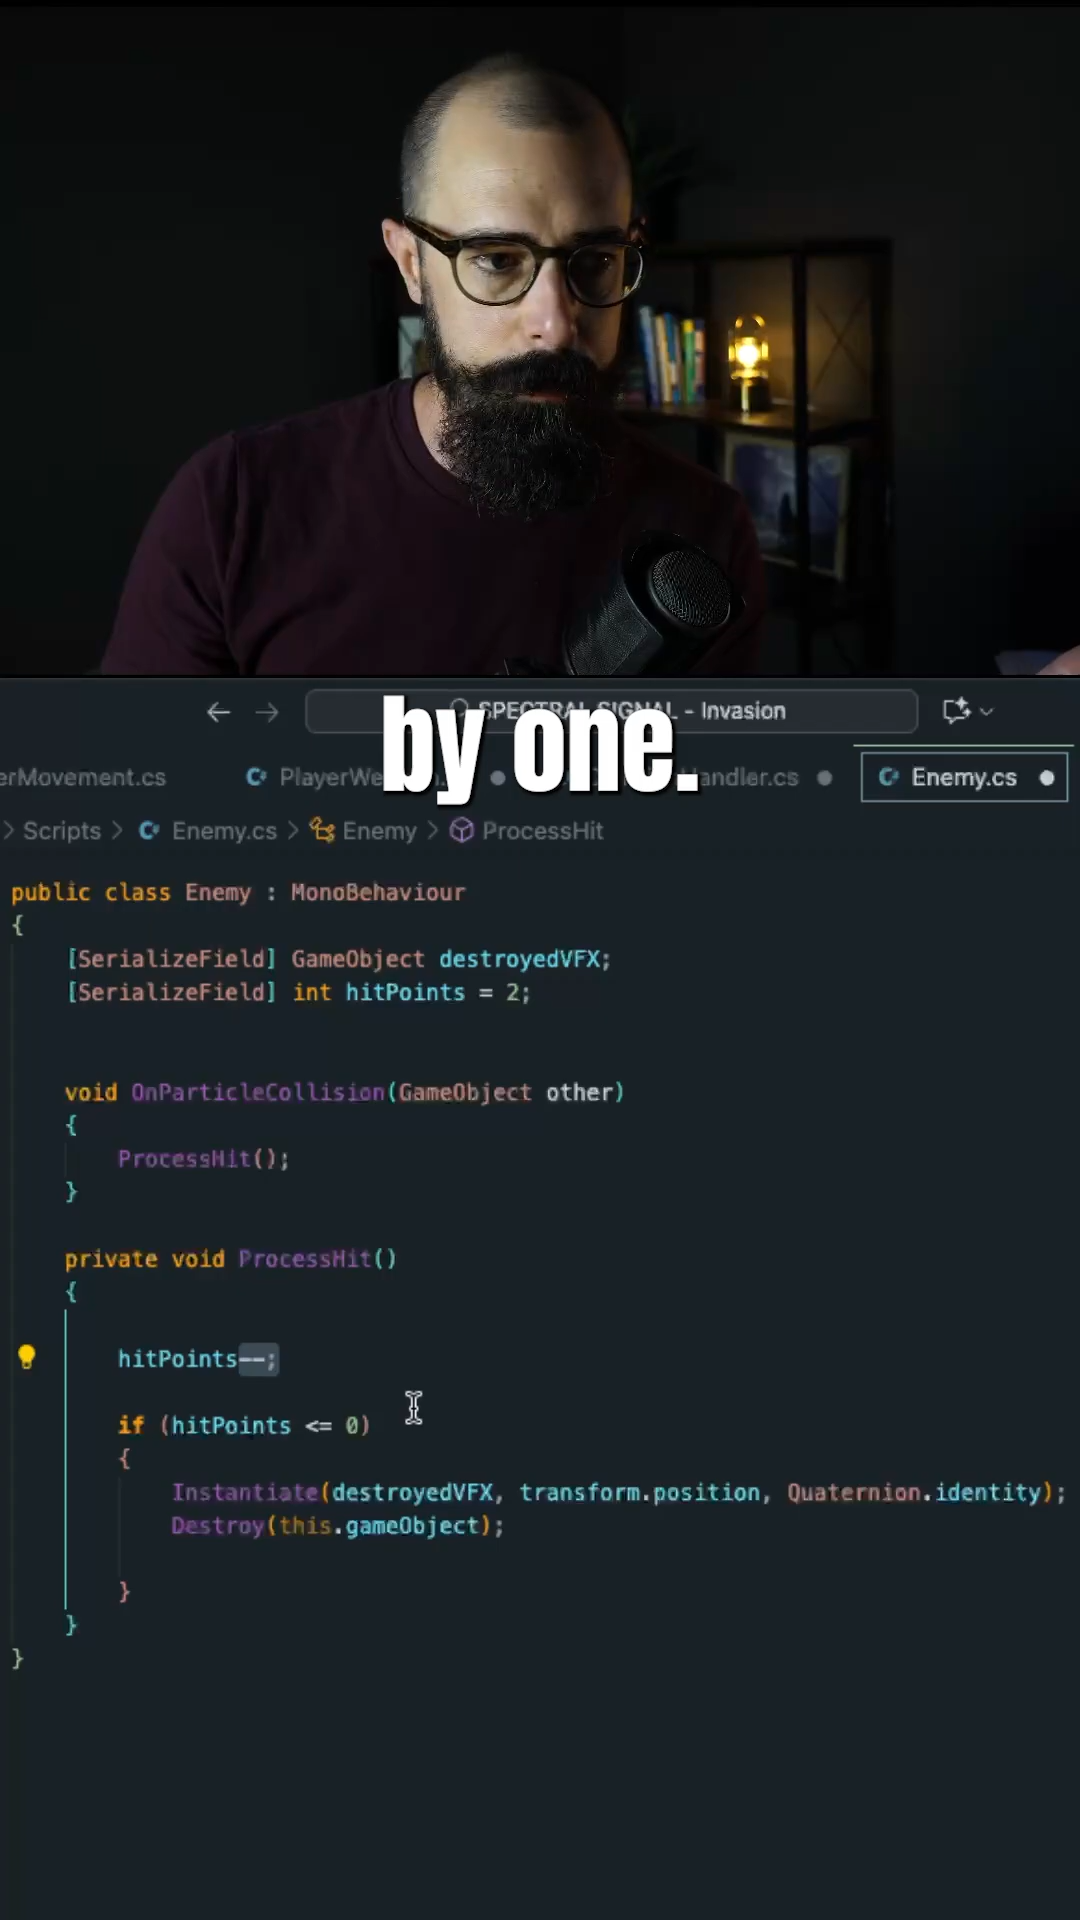 SPECTRAL SIGNAL - Invasion
by one.
erMovement.cs
PlayerWe
andler.cs
Enemy.cs
Scripts > Enemy.cs > Enemy > ProcessHit
public class Enemy : MonoBehaviour
{
[SerializeField] GameObject destroyedVFX;
[SerializeField] int hitPoints = 2;
void OnParticleCollision(GameObject other)
{
ProcessHit();
}
private void ProcessHit()
{
hitPoints--;
if (hitPoints <= 0)
{
Instantiate(destroyedVFX, transform.position, Quaternion.identity);
Destroy(this.gameObject);
}
}
}